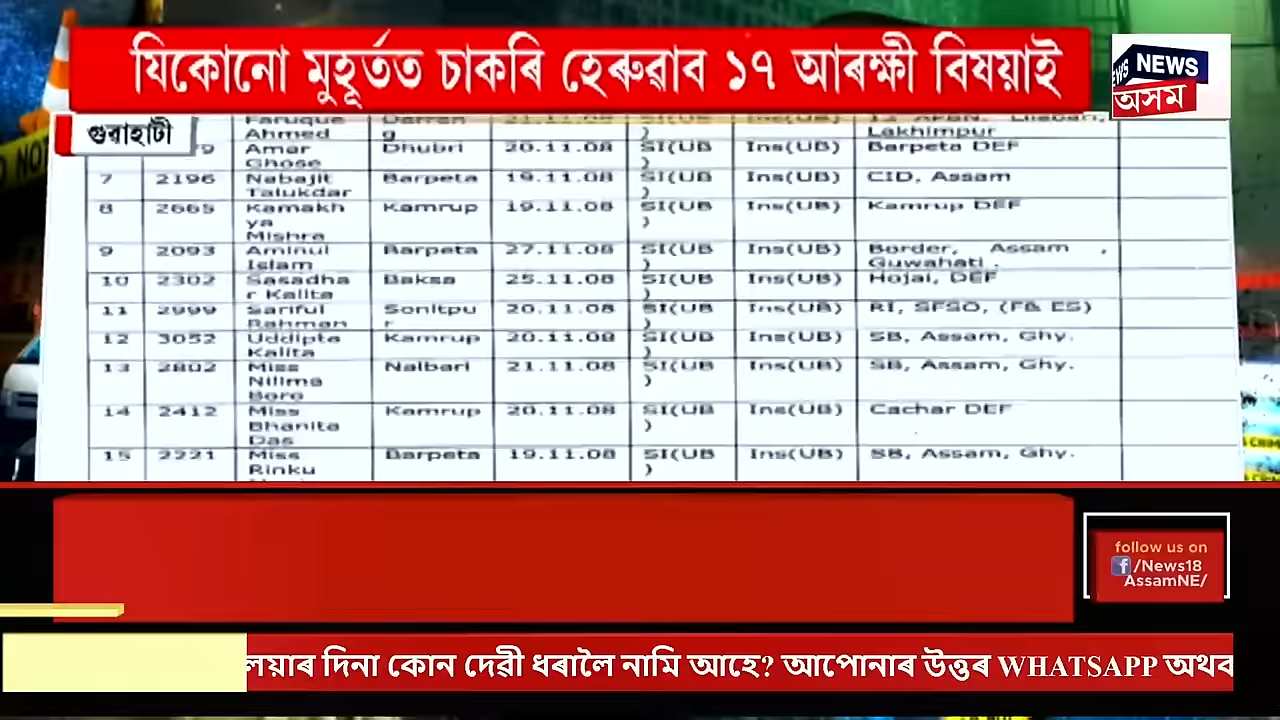 যিকোনো মুহূৰ্তত চাকৰি হেৰুৱাব ১৭ আৰক্ষী বিষয়াই
NEWS
অসম
গুৱাহাটী
Faruque Ahmed 21.11.08 SI(UB) Ins(UB) Lakhimpur
Amar Ghose Dhubri 20.11.08 SI(UB) Ins(UB) Barpeta DEF
7 2196 Nabajit Talukdar Barpeta 19.11.08 SI(UB) Ins(UB) CID, Assam
8 2665 Kamakhya Mishra Kamrup 19.11.08 SI(UB) Ins(UB) Kamrup DEF
9 2093 Aminul Islam Barpeta 27.11.08 SI(UB) Ins(UB) Border, Assam, Guwahati.
10 2302 Sasadhar Kalita Baksa 25.11.08 SI(UB) Ins(UB) Hojai, DEF
11 2999 Sariful Rahman Sonitpur 20.11.08 SI(UB) Ins(UB) RI, SFSO, (F& ES)
12 3052 Uddipta Kalita Kamrup 20.11.08 SI(UB) Ins(UB) SB, Assam, Ghy.
13 2802 Miss Nilima Boro Nalbari 21.11.08 SI(UB) Ins(UB) SB, Assam, Ghy.
14 2412 Miss Bhanita Das Kamrup 20.11.08 SI(UB) Ins(UB) Cachar DEF
15 2221 Miss Rinku Barpeta 19.11.08 SI(UB) Ins(UB) SB, Assam, Ghy.
follow us on
/News18
AssamNE/
দিনা কোন দেৱী ধৰালৈ নামি আহে? আপোনাৰ উত্তৰ WHATSAPP